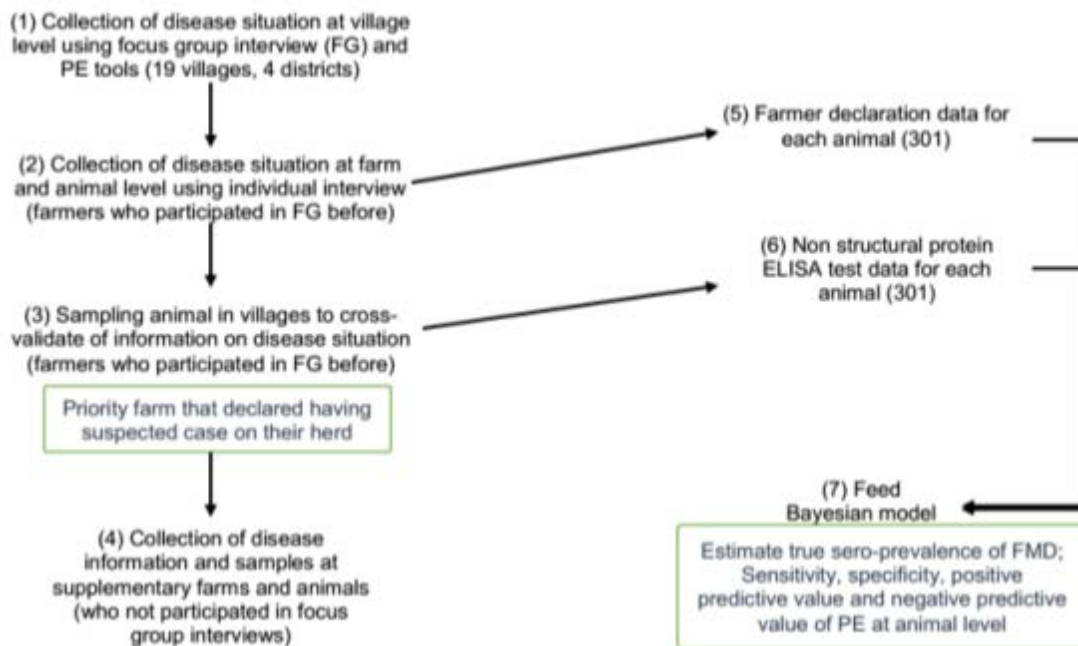 (1) Collection of disease situation at village
level using focus group interview (FG) and
PE tools (19 villages, 4 districts)
(2) Collection of disease situation at farm
and animal level using individual interview
(farmers who participated in FG before)
(3) Sampling animal in villages to cross-
validate of information on disease situation
(farmers who participated in FG before)
Priority farm that declared having
suspected case on their herd
(4) Collection of disease
information and samples at
supplementary farms and animals
(who not participated in focus
group interviews)
(5) Farmer declaration data for
each animal (301)
(6) Non structural protein
ELISA test data for each
animal (301)
(7) Feed
Bayesian model
Estimate true sero-prevalence of FMD;
Sensitivity, specificity, positive
predictive value and negative predictive
value of PE at animal level